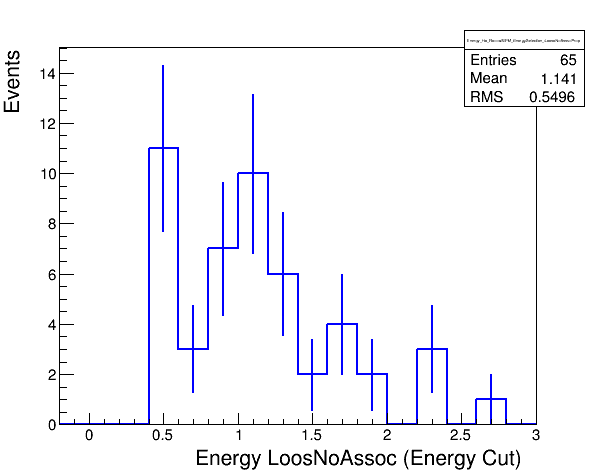 Entries 65
Mean 1.141
RMS 0.5496
Events
14
12
10
8
6
4
2
0
0 0.5 1 1.5 2 2.5 3
Energy LoosNoAssoc (Energy Cut)